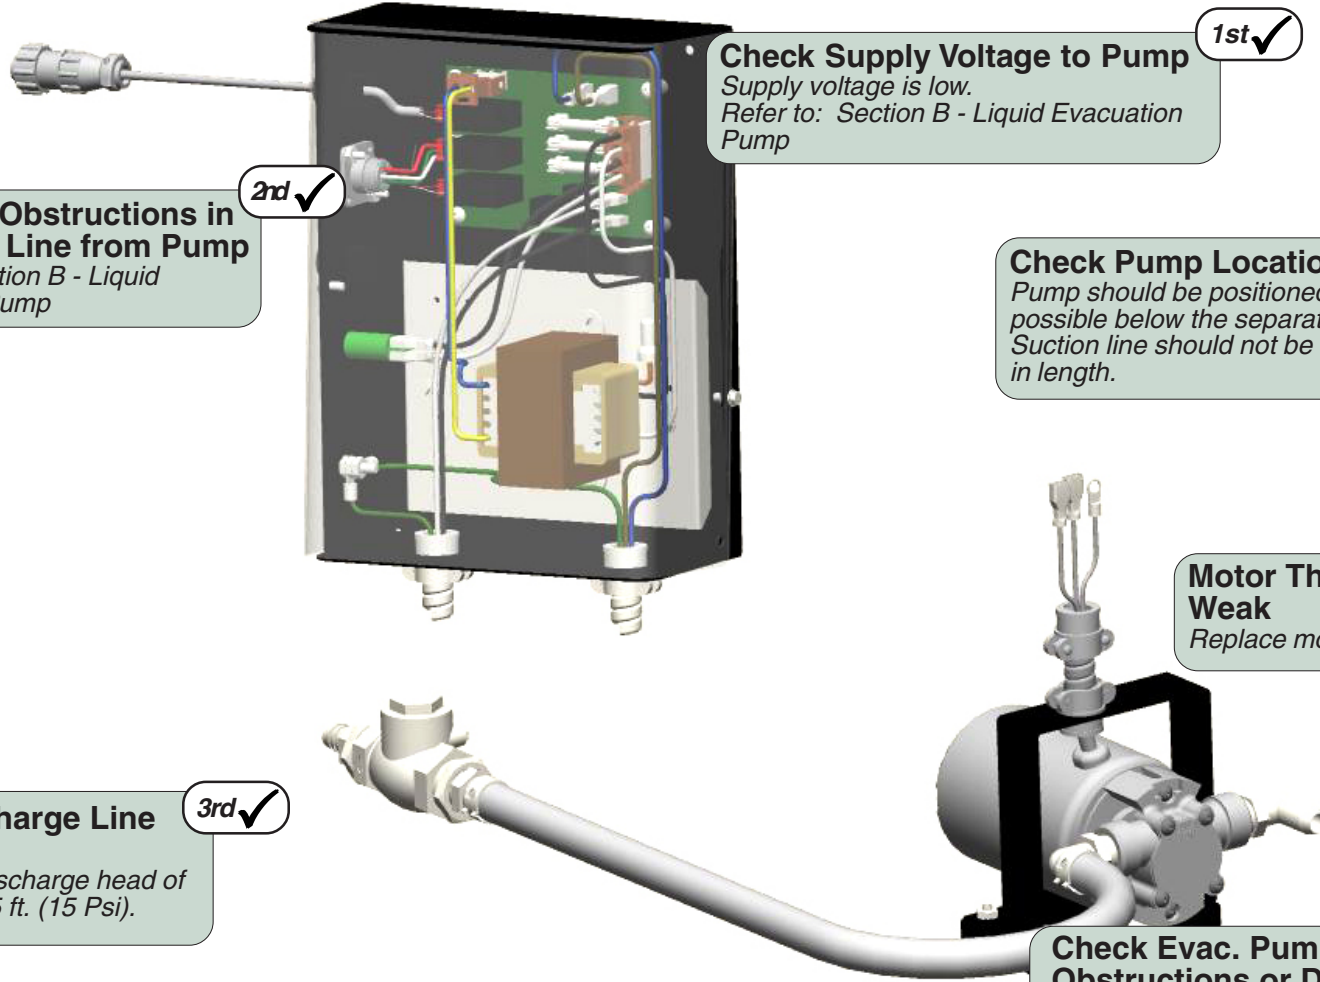 1st
Check Supply Voltage to Pump
Supply voltage is low.
Refer to: Section B - Liquid Evacuation
Pump
2nd
Obstructions in
Line from Pump
tion B - Liquid
ump
Check Pump Locatio
Pump should be positioned
possible below the separat
Suction line should not be
in length.
Motor Th
Weak
Replace mo
3rd
harge Line
scharge head of
5 ft. (15 Psi).
Check Evac. Pum
Obstructions or D